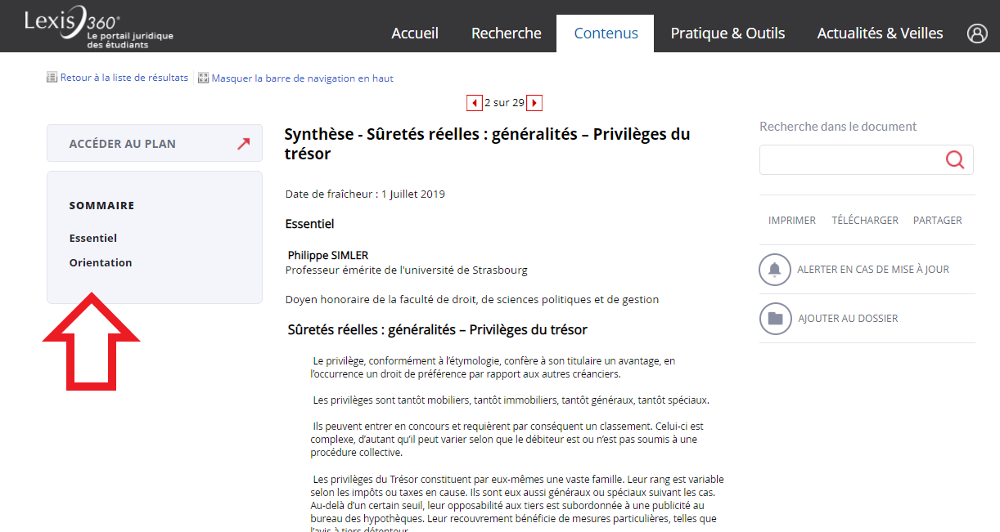 Lexis 360®
Le portail juridique
des étudiants
Accueil
Recherche
Contenus
Pratique & Outils
Actualités & Veilles
Retour à la liste de résultats
Masquer la barre de navigation en haut
2 sur 29
ACCÉDER AU PLAN
SOMMAIRE
Essentiel
Orientation
Synthèse - Sûretés réelles : généralités – Privilèges du
trésor
Date de fraîcheur : 1 Juillet 2019
Essentiel
Philippe SIMLER
Professeur émérite de l'université de Strasbourg
Doyen honoraire de la faculté de droit, de sciences politiques et de gestion
Sûretés réelles : généralités – Privilèges du trésor
Le privilège, conformément à l’étymologie, confère à son titulaire un avantage, en
l’occurrence un droit de préférence par rapport aux autres créanciers.
Les privilèges sont tantôt mobiliers, tantôt immobiliers, tantôt généraux, tantôt spéciaux.
Ils peuvent entrer en concours et requièrent par conséquent un classement. Celui-ci est
complexe, d’autant qu’il peut varier selon que le débiteur est ou n’est pas soumis à une
procédure collective.
Les privilèges du Trésor constituent par eux-mêmes une vaste famille. Leur rang est variable
selon les impôts ou taxes en cause. Ils sont eux aussi généraux ou spéciaux suivant les cas.
Au-delà d’un certain seuil, leur opposabilité aux tiers est subordonnée à une publicité au
bureau des hypothèques. Leur recouvrement bénéficie de mesures particulières, telles que
l’avis à tiers détenteur.
Recherche dans le document
IMPRIMER
TÉLÉCHARGER
PARTAGER
ALERTER EN CAS DE MISE À JOUR
AJOUTER AU DOSSIER